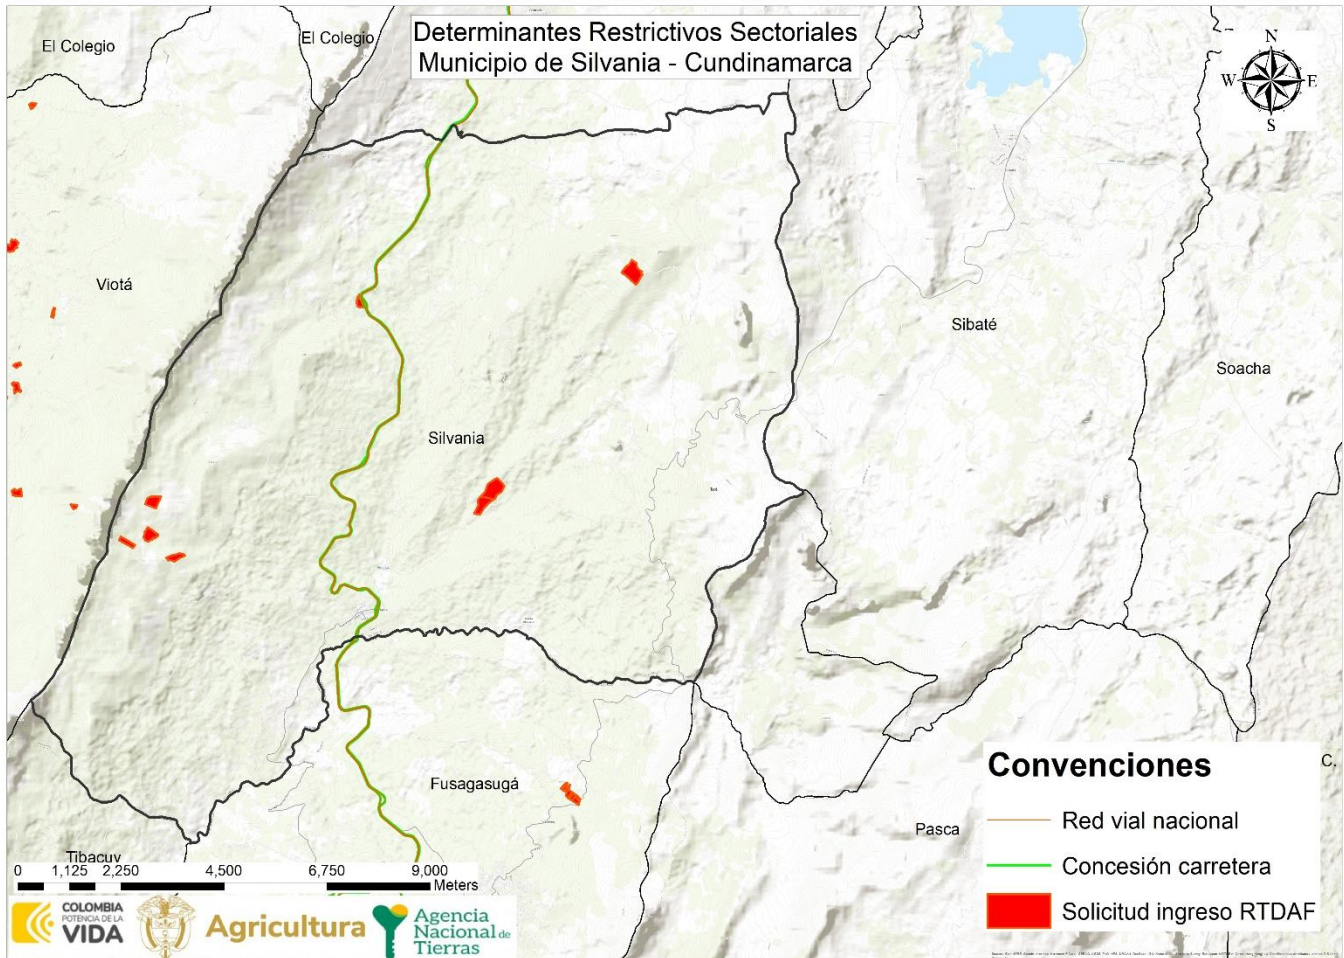 Determinantes Restrictivos Sectoriales
Municipio de Silvania - Cundinamarca
El Colegio
El Colegio
N
W
E
S
Viotá
Sibaté
Soacha
Silvania
Fusagasugá
Pasca
Tibacuy
C.
Convenciones
Red vial nacional
Concesión carretera
Solicitud ingreso RTDAF
0 1,125 2,250 4,500 6,750 9,000
Meters
COLOMBIA
POTENCIA DE LA
VIDA
Agricultura
Agencia
Nacional de
Tierras